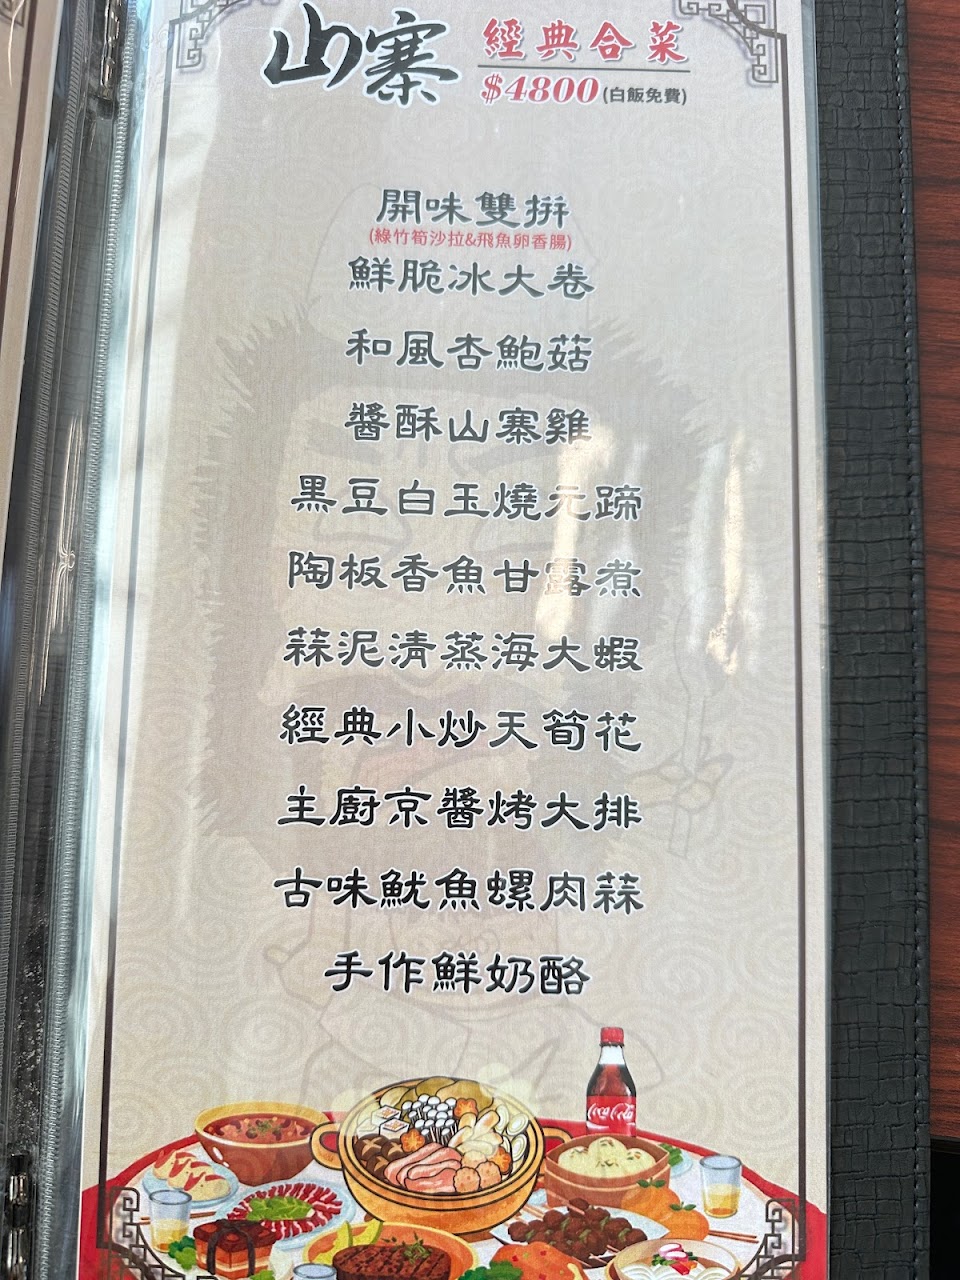 山寨 經典合菜
$4800(白飯免費)
開味雙拼
(綠竹筍沙拉&飛魚卵香腸)
鮮脆冰大卷
和風杏鮑菇
醬酥山寨雞
黑豆白玉燒元蹄
陶板香魚甘露煮
蒜泥清蒸海大蝦
經典小炒天筍花
主廚京醬烤大排
古味魷魚螺肉蒜
手作鮮奶酪
Coca-Cola